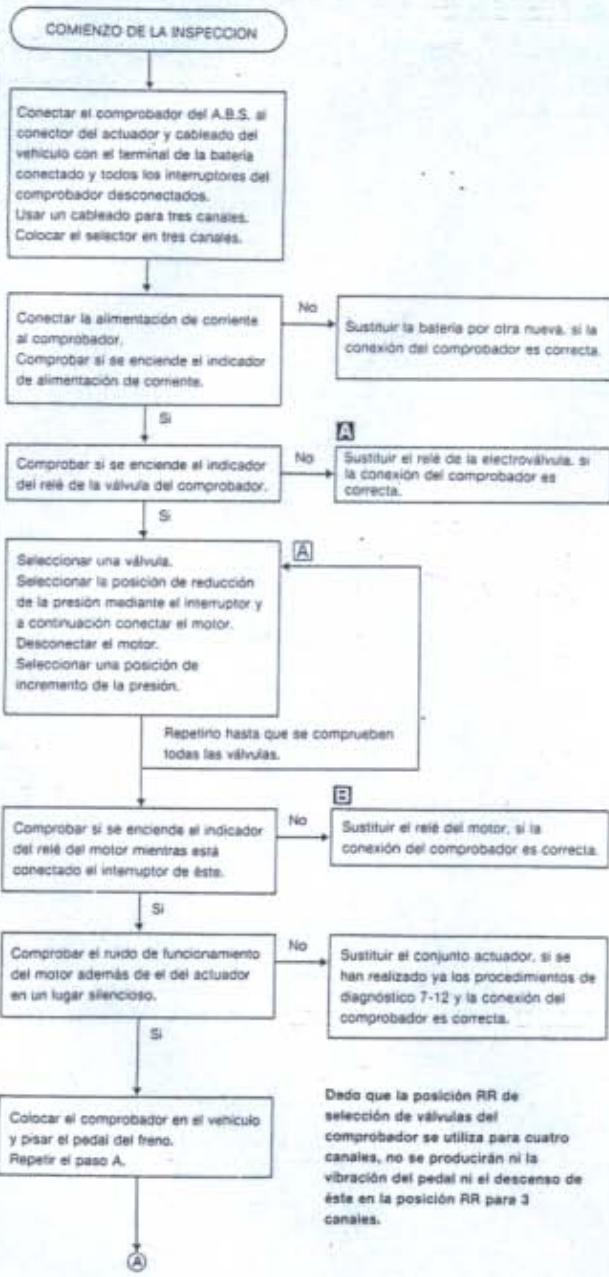 COMIENZO DE LA INSPECCION
Conectar el comprobador del A.B.S. al
conector del actuador y cableado del
vehículo con el terminal de la batería
conectado y todos los interruptores del
comprobador desconectados.
Usar un cableado para tres canales.
Colocar el selector en tres canales.
Conectar la alimentación de corriente
al comprobador.
Comprobar si se enciende el indicador
de alimentación de corriente.
No
Sustituir la batería por otra nueva, si la
conexión del comprobador es correcta.
Si
Comprobar si se enciende el indicador
del relé de la válvula del comprobador.
No
A
Sustituir el relé de la electroválvula, si
la conexión del comprobador es
correcta.
Si
A
Seleccionar una válvula.
Seleccionar la posición de reducción
de la presión mediante el interruptor y
a continuación conectar el motor.
Desconectar el motor.
Seleccionar una posición de
incremento de la presión.
Repetirlo hasta que se comprueben
todas las válvulas.
Comprobar si se enciende el indicador
del relé del motor mientras está
conectado el interruptor de éste.
No
B
Sustituir el relé del motor, si la
conexión del comprobador es correcta.
Si
Comprobar el ruido de funcionamiento
del motor además de el del actuador
en un lugar silencioso.
No
Sustituir el conjunto actuador, si se
han realizado ya los procedimientos de
diagnóstico 7-12 y la conexión del
comprobador es correcta.
Si
Colocar el comprobador en el vehículo
y pisar el pedal del freno.
Repetir el paso A.
Dado que la posición RR de
selección de válvulas del
comprobador se utiliza para cuatro
canales, no se producirán ni la
vibración del pedal ni el descenso de
éste en la posición RR para 3
canales.
A